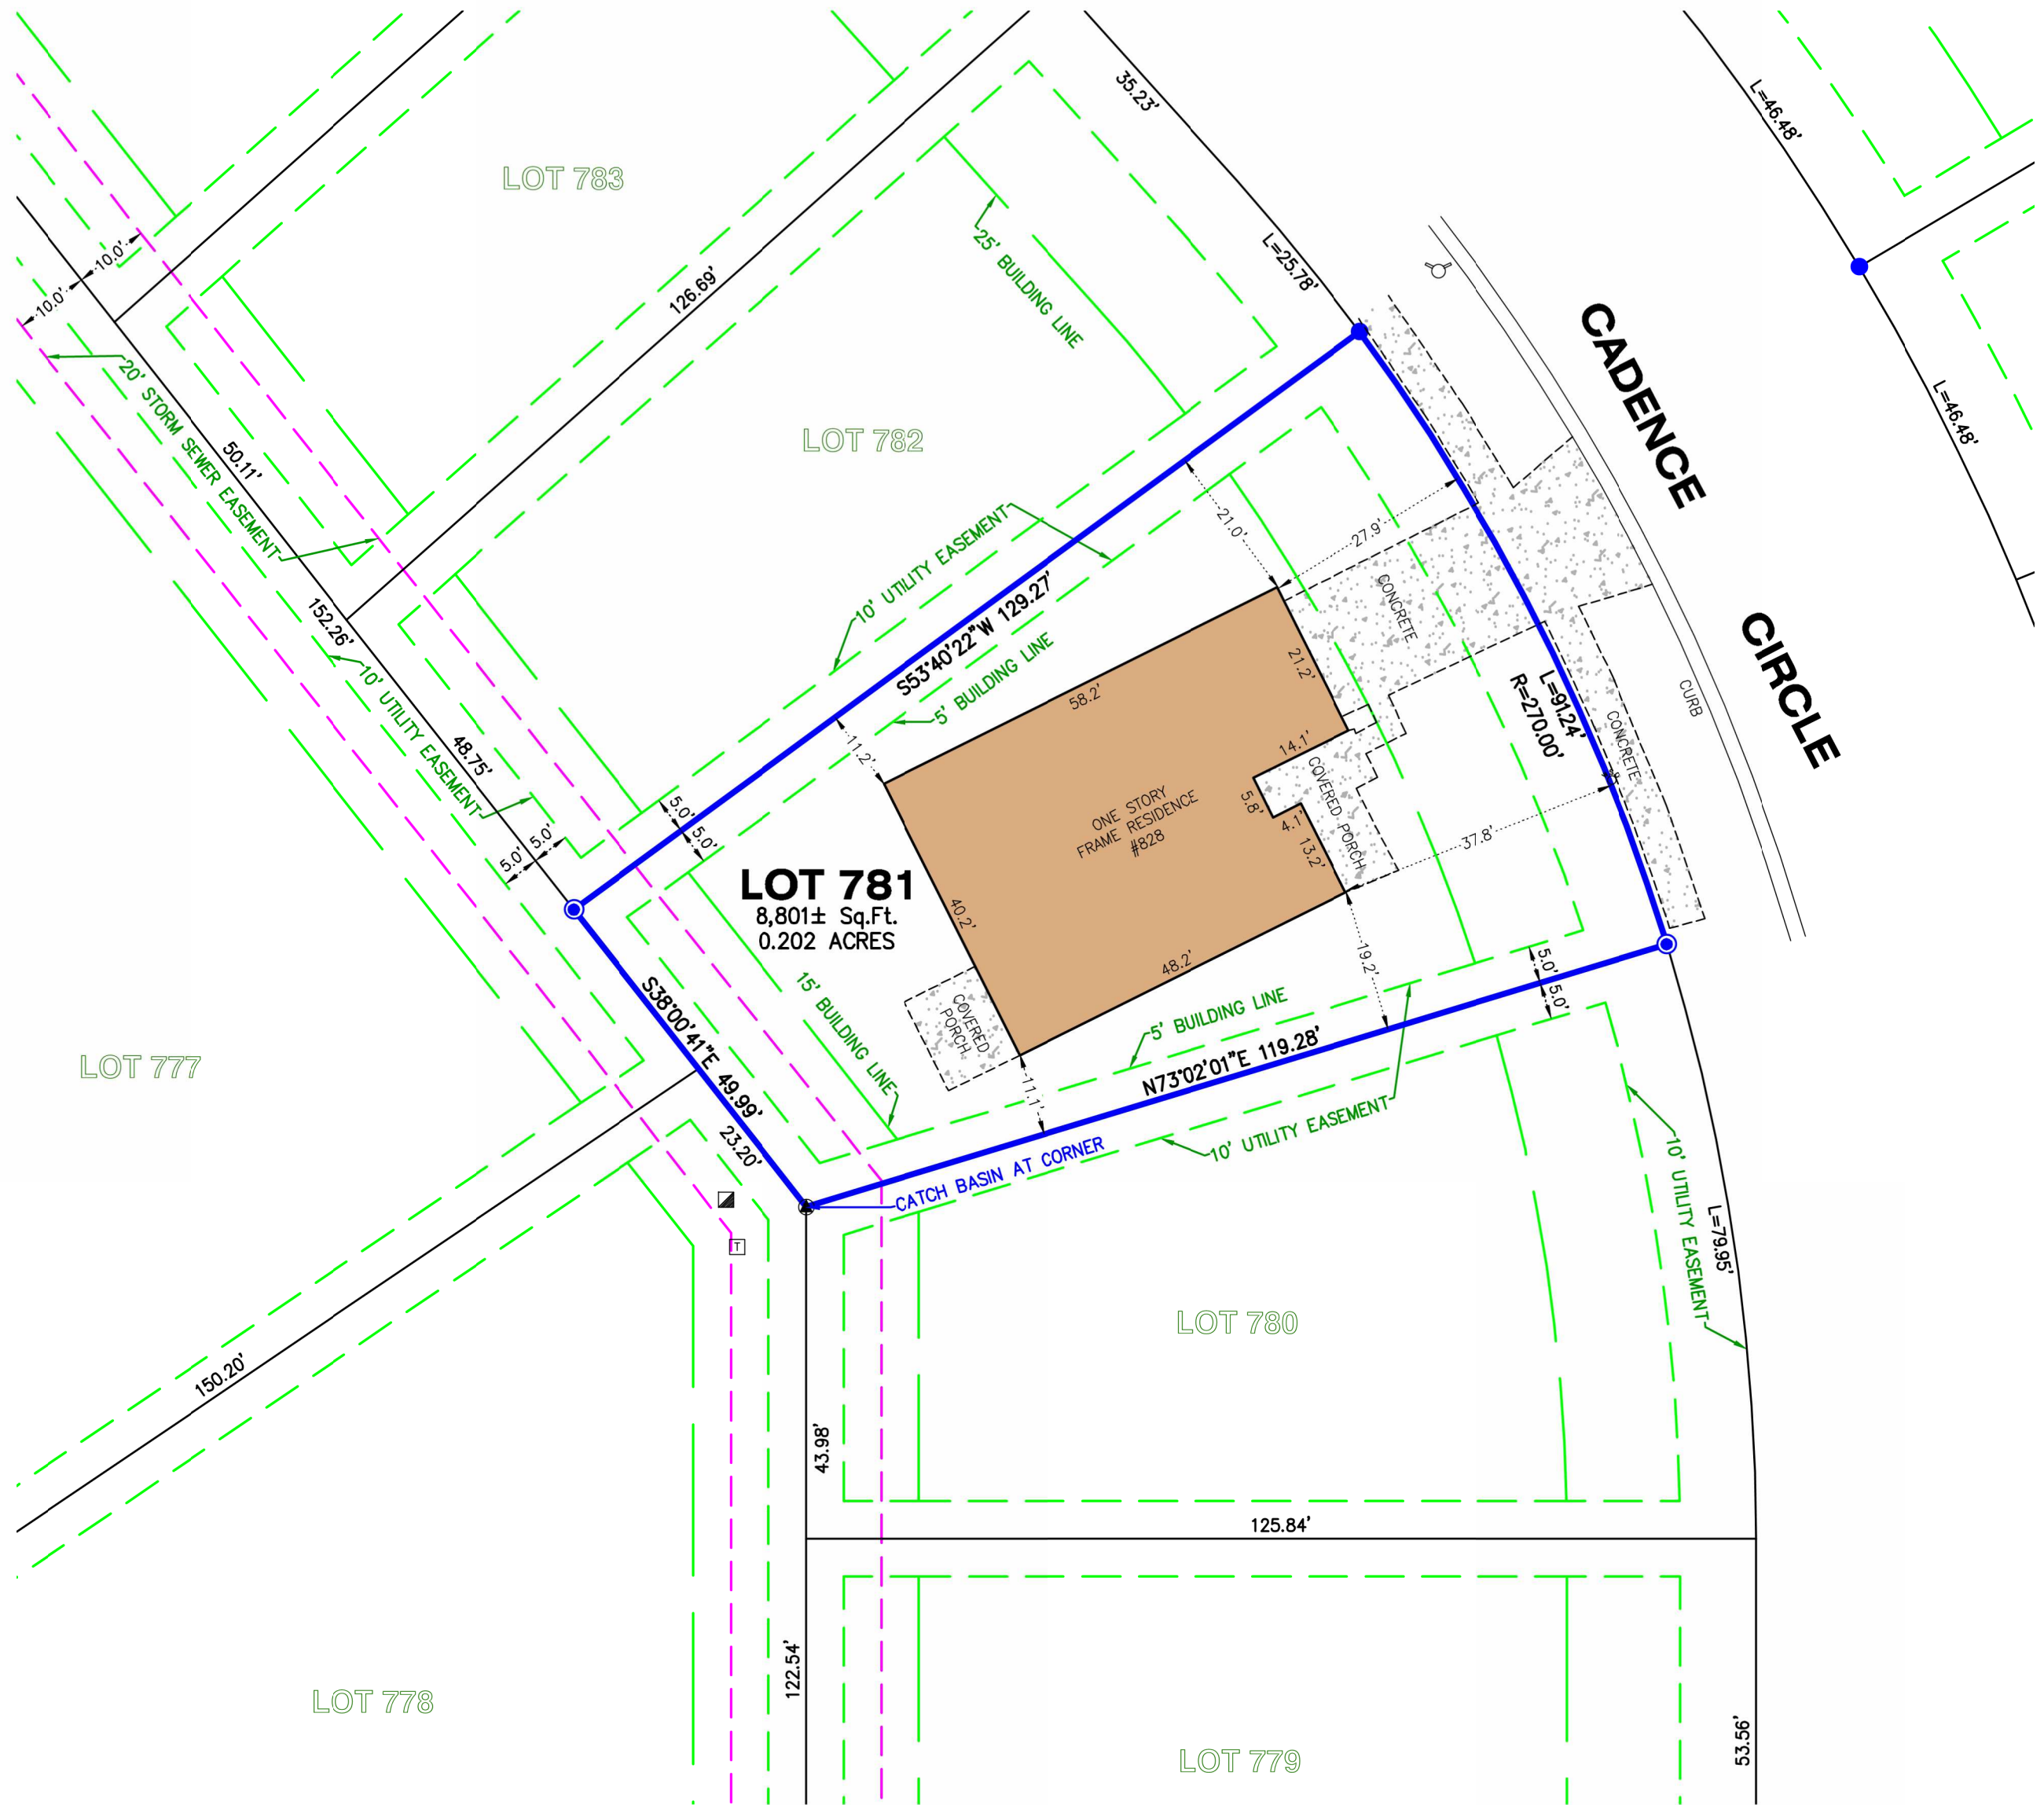 35.23'
L=46.48'
LOT 783
10.0'
10.0'
25' BUILDING LINE
L=25.78'
126.69'
CADENCE
L=46.48'
20' STORM SEWER EASEMENT
50.11'
LOT 782
10' UTILITY EASEMENT
21.0'
27.9'
CONCRETE
S53°40'22"W 129.27'
5' BUILDING LINE
152.26'
10' UTILITY EASEMENT
48.75'
11.2'
58.2'
21.2'
14.1'
COVERED PORCH
5.8'
4.1'
13.2'
L=91.24'
R=270.00'
CONCRETE
CURB
CIRCLE
5.0'
5.0'
5.0'
5.0'
ONE STORY
FRAME RESIDENCE
#828
37.8'
LOT 781
8,801± Sq.Ft.
0.202 ACRES
40.2'
48.2'
19.2'
5.0'
5.0'
15' BUILDING LINE
COVERED
PORCH
S38°00'41"E 49.99'
5' BUILDING LINE
11.1'
N73°02'01"E 119.28'
LOT 777
23.20'
10' UTILITY EASEMENT
CATCH BASIN AT CORNER
10' UTILITY EASEMENT
T
L=79.95'
LOT 780
150.20'
43.98'
125.84'
122.54'
LOT 778
LOT 779
53.56'